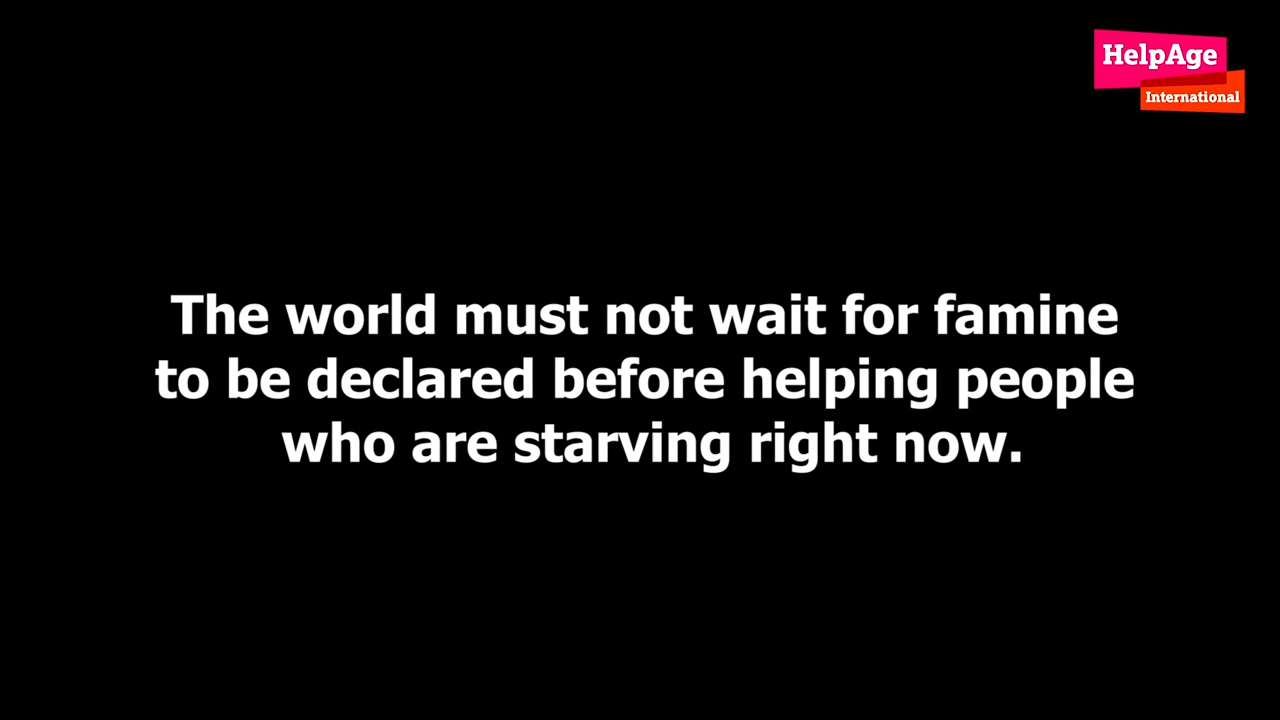 HelpAge
International
The world must not wait for famine
to be declared before helping people
who are starving right now.